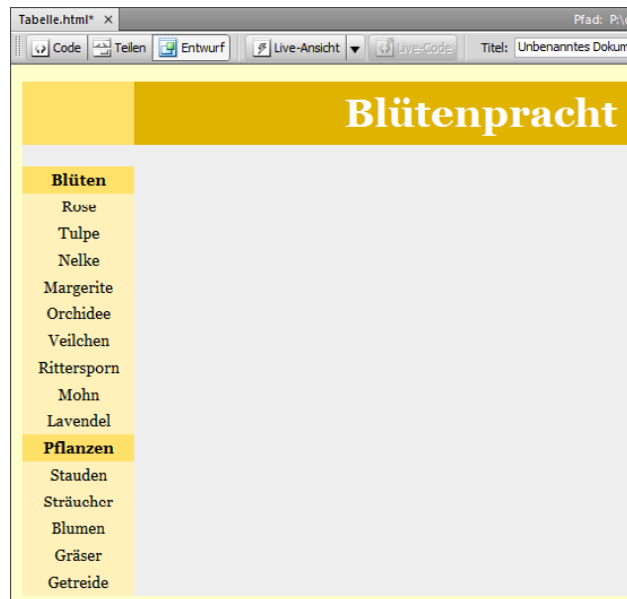 Tabelle.html* ×
Pfad: P:\
Code Teilen Entwurf Live-Ansicht Live-Code Titel: Unbenanntes Dokum
Blütenpracht
Blüten
Rose
Tulpe
Nelke
Margerite
Orchidee
Veilchen
Rittersporn
Mohn
Lavendel
Pflanzen
Stauden
Sträucher
Blumen
Gräser
Getreide